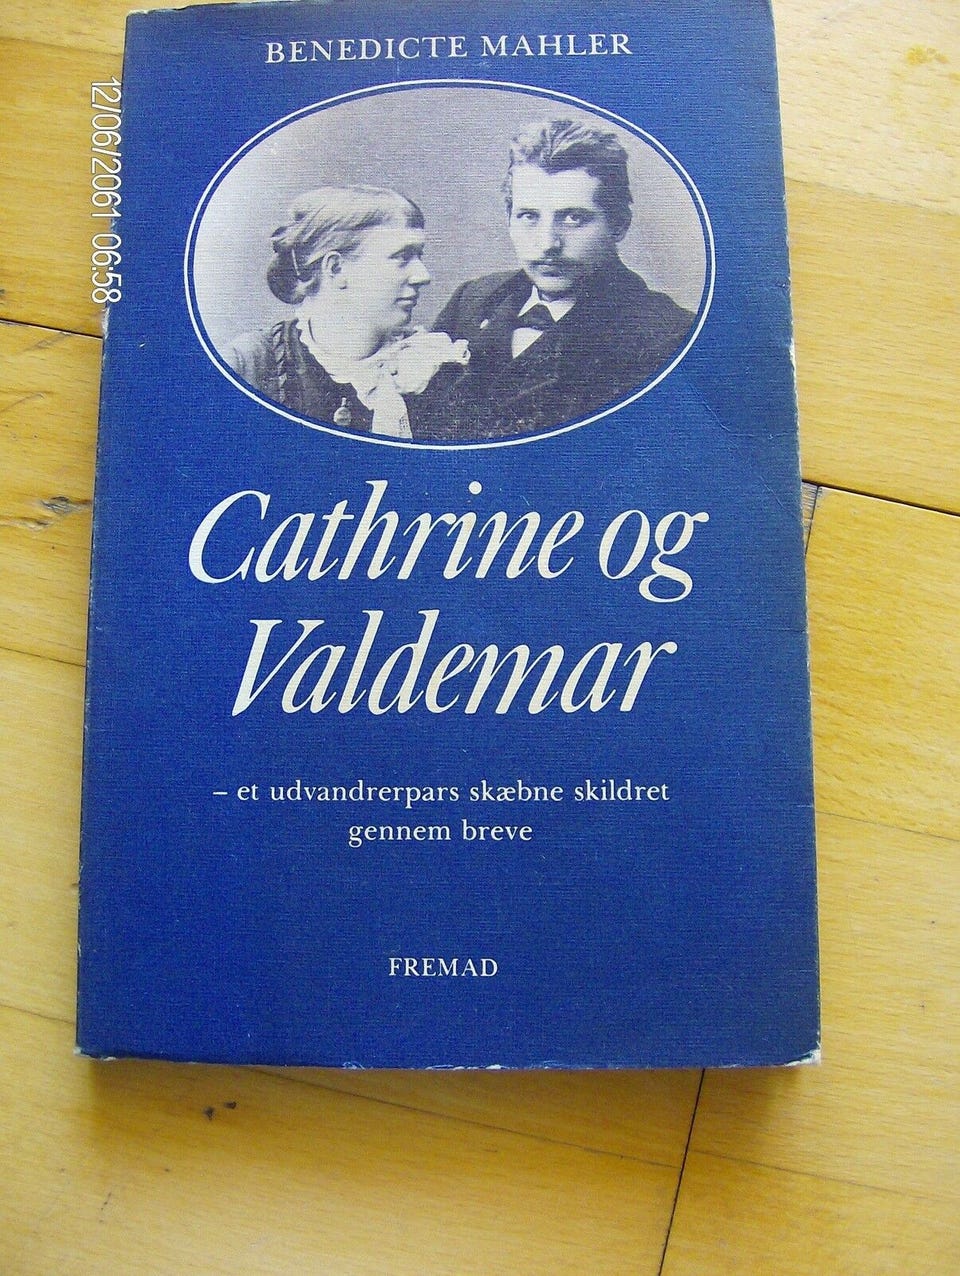 BENEDICTE MAHLER
12/06/2061 06:58
Cathrine og
Valdemar
– et udvandrerpars skæbne skildret
gennem breve
FREMAD